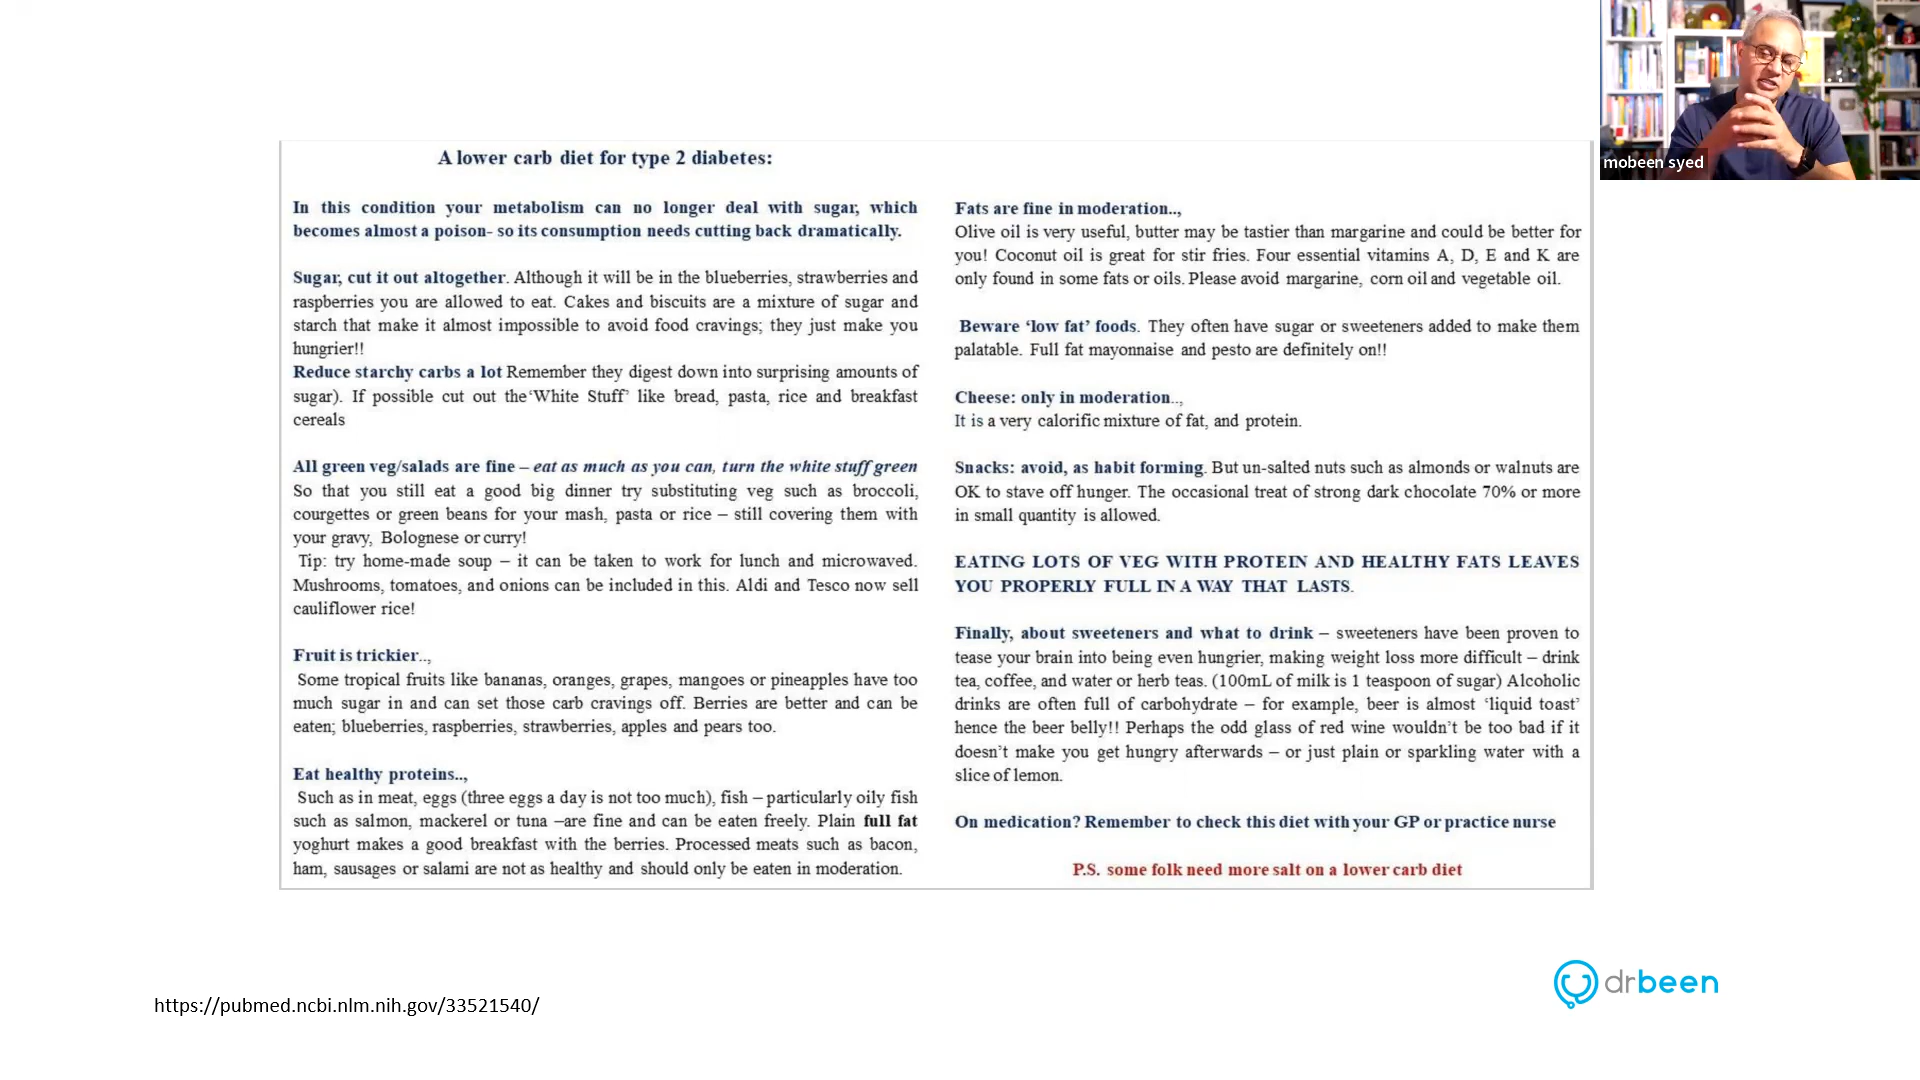 mobeen syed
A lower carb diet for type 2 diabetes:
In this condition your metabolism can no longer deal with sugar, which
becomes almost a poison- so its consumption needs cutting back dramatically.
Sugar, cut it out altogether. Although it will be in the blueberries, strawberries and
raspberries you are allowed to eat. Cakes and biscuits are a mixture of sugar and
starch that make it almost impossible to avoid food cravings; they just make you
hungrier!!
Reduce starchy carbs a lot Remember they digest down into surprising amounts of
sugar). If possible cut out the‘White Stuff’ like bread, pasta, rice and breakfast
cereals
All green veg/salads are fine – eat as much as you can, turn the white stuff green
So that you still eat a good big dinner try substituting veg such as broccoli,
courgettes or green beans for your mash, pasta or rice – still covering them with
your gravy, Bolognese or curry!
Tip: try home-made soup – it can be taken to work for lunch and microwaved.
Mushrooms, tomatoes, and onions can be included in this. Aldi and Tesco now sell
cauliflower rice!
Fruit is trickier..,
Some tropical fruits like bananas, oranges, grapes, mangoes or pineapples have too
much sugar in and can set those carb cravings off. Berries are better and can be
eaten; blueberries, raspberries, strawberries, apples and pears too.
Eat healthy proteins..,
Such as in meat, eggs (three eggs a day is not too much), fish – particularly oily fish
such as salmon, mackerel or tuna –are fine and can be eaten freely. Plain full fat
yoghurt makes a good breakfast with the berries. Processed meats such as bacon,
ham, sausages or salami are not as healthy and should only be eaten in moderation.
Fats are fine in moderation..,
Olive oil is very useful, butter may be tastier than margarine and could be better for
you! Coconut oil is great for stir fries. Four essential vitamins A, D, E and K are
only found in some fats or oils. Please avoid margarine, corn oil and vegetable oil.
Beware ‘low fat’ foods. They often have sugar or sweeteners added to make them
palatable. Full fat mayonnaise and pesto are definitely on!!
Cheese: only in moderation..,
It is a very calorific mixture of fat, and protein.
Snacks: avoid, as habit forming. But un-salted nuts such as almonds or walnuts are
OK to stave off hunger. The occasional treat of strong dark chocolate 70% or more
in small quantity is allowed.
EATING LOTS OF VEG WITH PROTEIN AND HEALTHY FATS LEAVES
YOU PROPERLY FULL IN A WAY THAT LASTS.
Finally, about sweeteners and what to drink – sweeteners have been proven to
tease your brain into being even hungrier, making weight loss more difficult – drink
tea, coffee, and water or herb teas. (100mL of milk is 1 teaspoon of sugar) Alcoholic
drinks are often full of carbohydrate – for example, beer is almost ‘liquid toast’
hence the beer belly!! Perhaps the odd glass of red wine wouldn’t be too bad if it
doesn’t make you get hungry afterwards – or just plain or sparkling water with a
slice of lemon.
On medication? Remember to check this diet with your GP or practice nurse
P.S. some folk need more salt on a lower carb diet
drbeen
https://pubmed.ncbi.nlm.nih.gov/33521540/